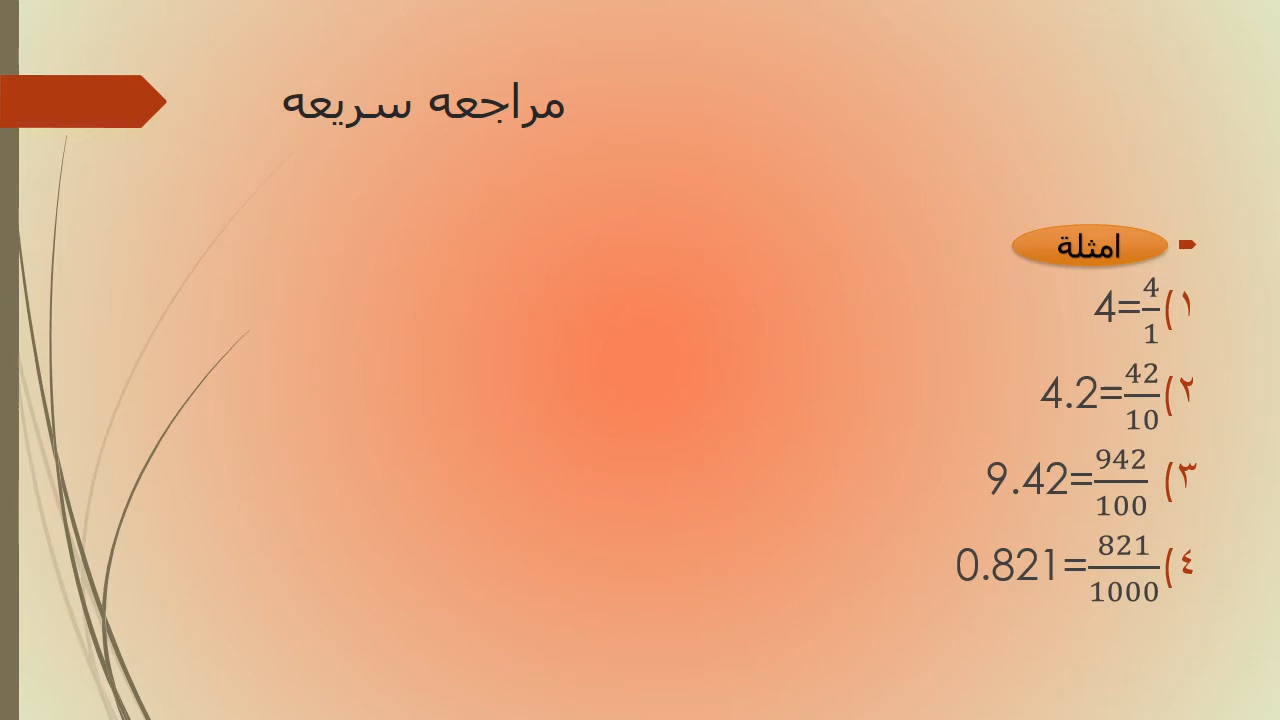 مراجعه سريعه
امثلة
١) 4/1=4
٢) 42/10=4.2
٣) 942/100=9.42
٤) 821/1000=0.821